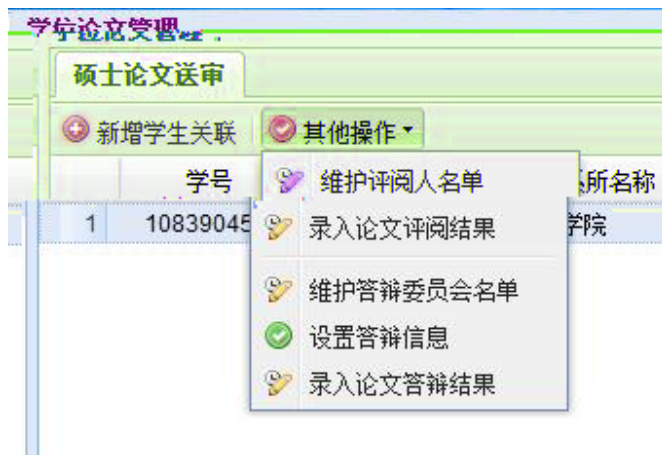 学位论文管理
硕士论文送审
新增学生关联 其他操作
学号 所名称
1 10839045 学院
维护评阅人名单
录入论文评阅结果
维护答辩委员会名单
设置答辩信息
录入论文答辩结果